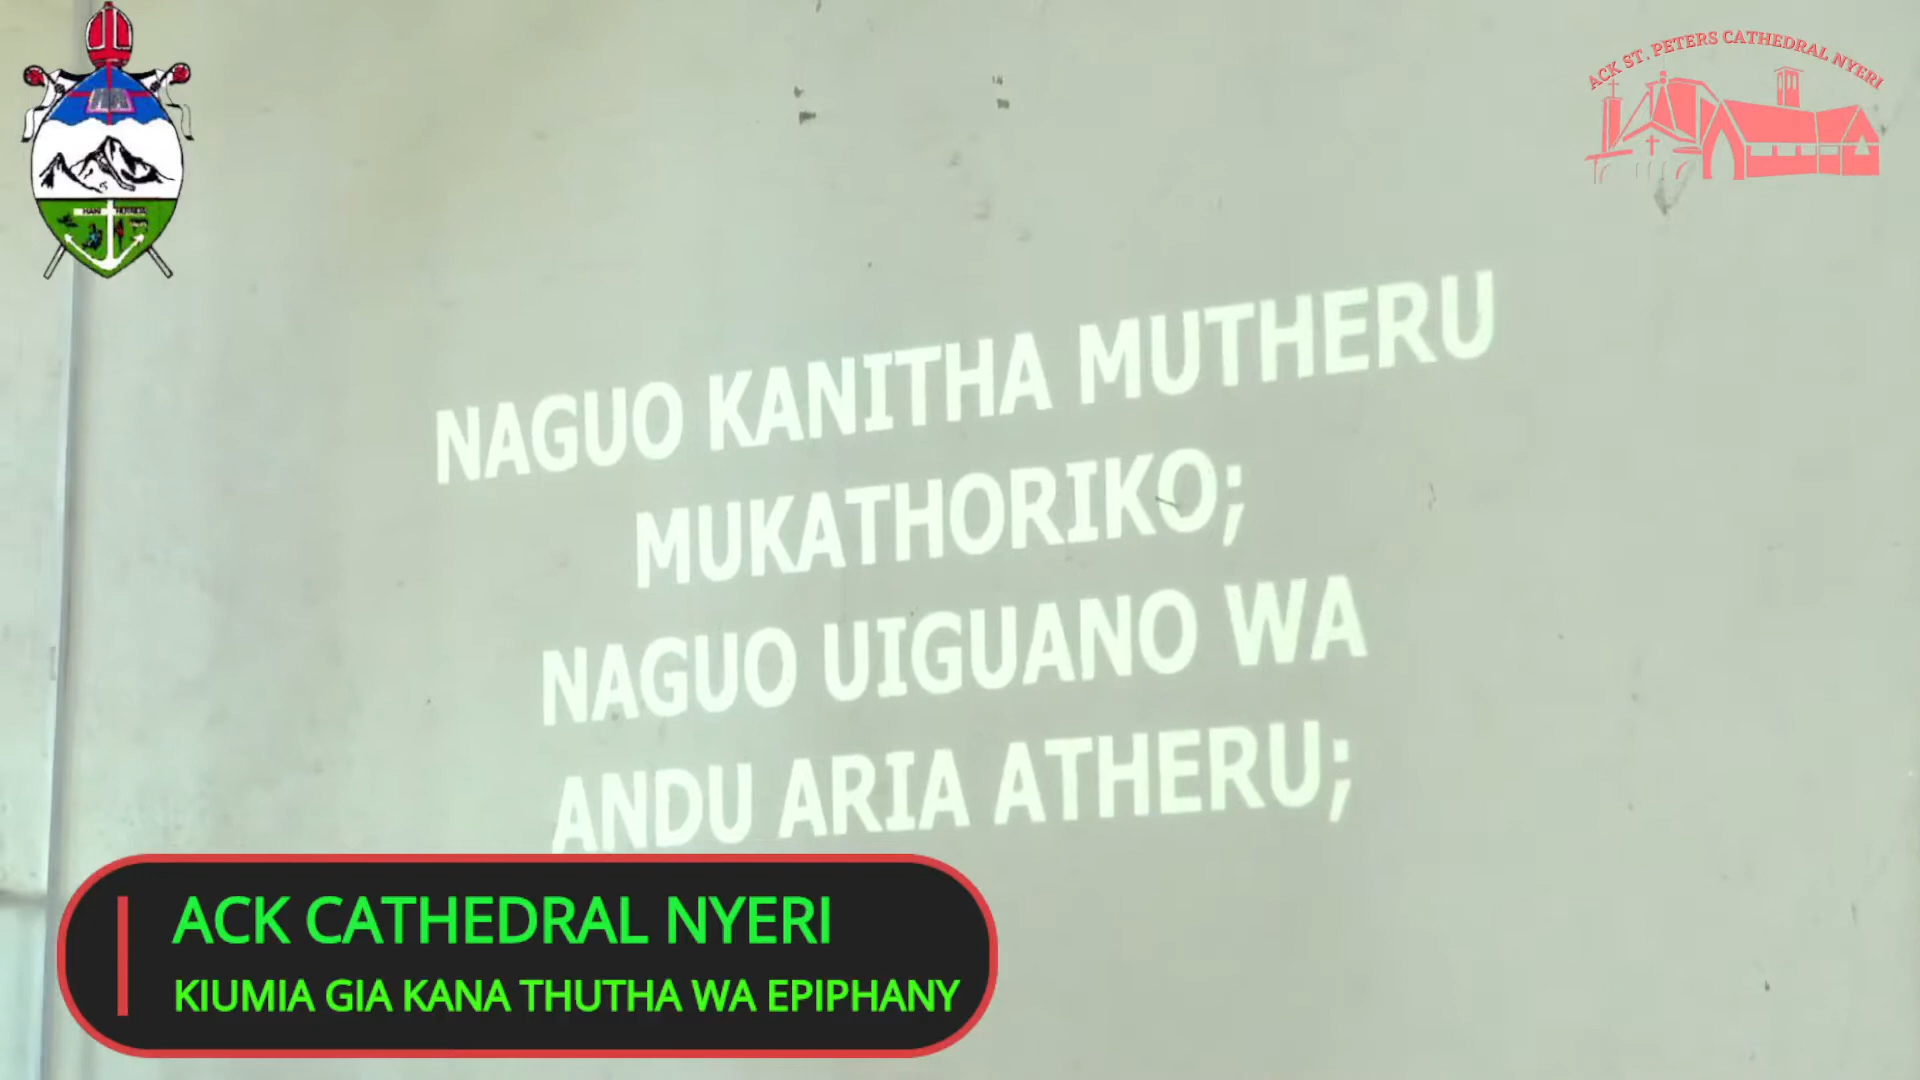 ACK ST. PETERS CATHEDRAL NYERI
NAGUO KANITHA MUTHERU
MUKATHORIKO;
NAGUO UIGUANO WA
ANDU ARIA ATHERU;
ACK CATHEDRAL NYERI
KIUMIA GIA KANA THUTHA WA EPIPHANY